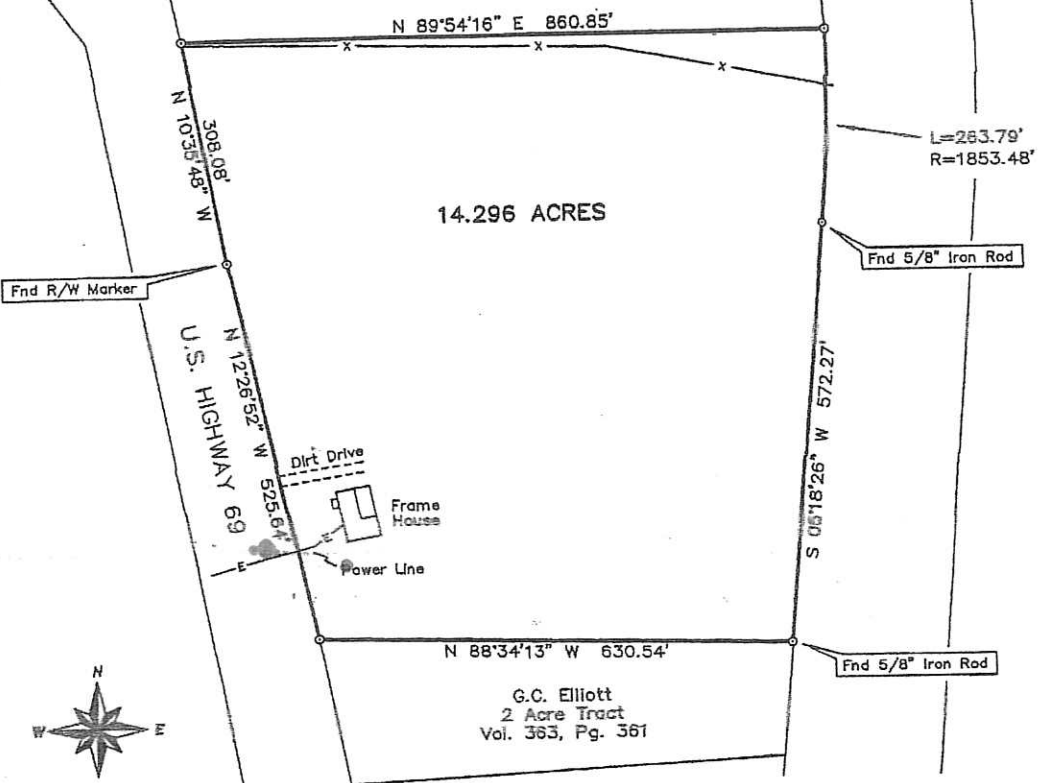 N 89°54'16" E 860.85'
X X X
L=263.79'
R=1853.48'
308.08'
N 10°35'48" W
14.296 ACRES
Fnd 5/8" Iron Rod
Fnd R/W Marker
U.S. HIGHWAY 69
N 12°26'52" W 525.64'
S 05°18'26" W 572.27'
Dirt Drive
Frame
House
E
E
Power Line
N 88°34'13" W 630.54'
Fnd 5/8" Iron Rod
G.C. Elliott
2 Acre Tract
Vol. 363, Pg. 361
N
W E